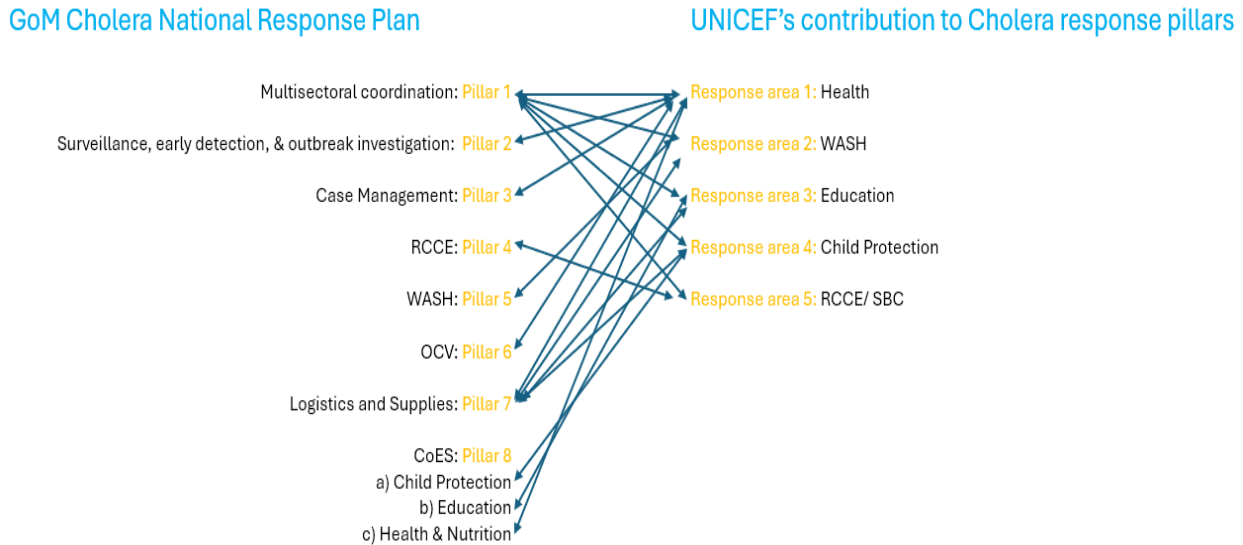 GoM Cholera National Response Plan
UNICEF’s contribution to Cholera response pillars
Multisectoral coordination: Pillar 1
Response area 1: Health
Surveillance, early detection, & outbreak investigation: Pillar 2
Response area 2: WASH
Case Management: Pillar 3
Response area 3: Education
RCCE: Pillar 4
Response area 4: Child Protection
WASH: Pillar 5
Response area 5: RCCE/ SBC
OCV: Pillar 6
Logistics and Supplies: Pillar 7
CoES: Pillar 8
a) Child Protection
b) Education
c) Health & Nutrition